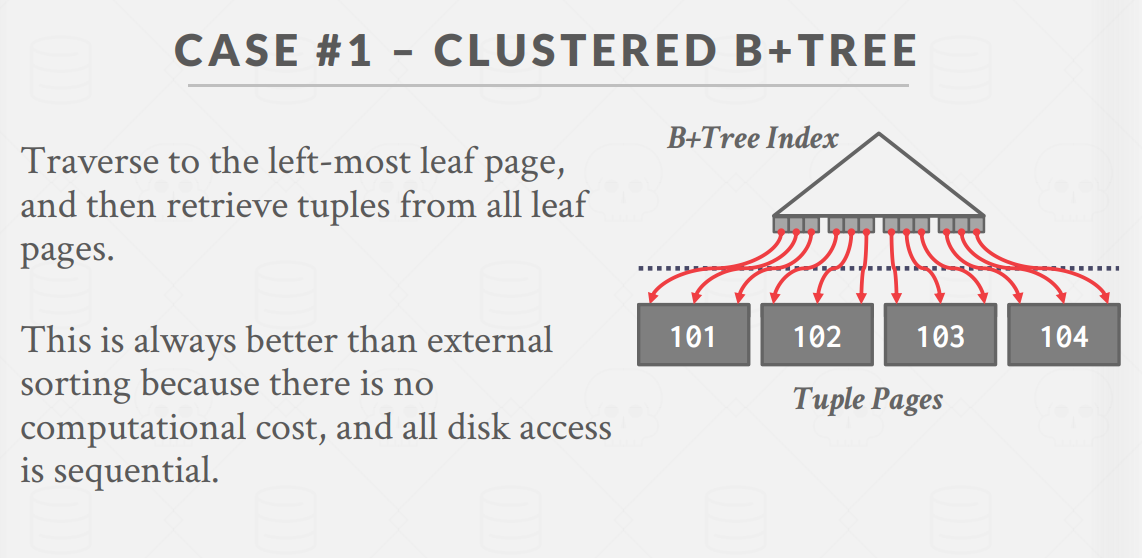 CASE #1 – CLUSTERED B+TREE
Traverse to the left-most leaf page,
and then retrieve tuples from all leaf
pages.
This is always better than external
sorting because there is no
computational cost, and all disk access
is sequential.
B+Tree Index
101 102 103 104
Tuple Pages